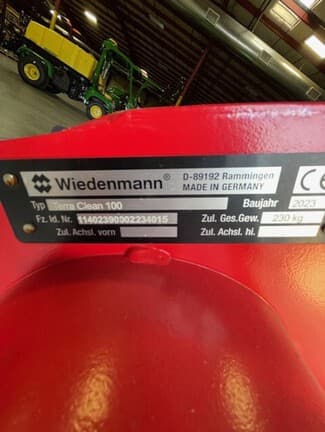 Wiedenmann® D-89192 Rammingen
MADE IN GERMANY CE
Typ Terra Clean 100 Baujahr 2023
Fz. Id. Nr. 11402390002234015 Zul. Ges.Gew. 230 kg
Zul. Achsl. vorn Zul. Achsl. hi.